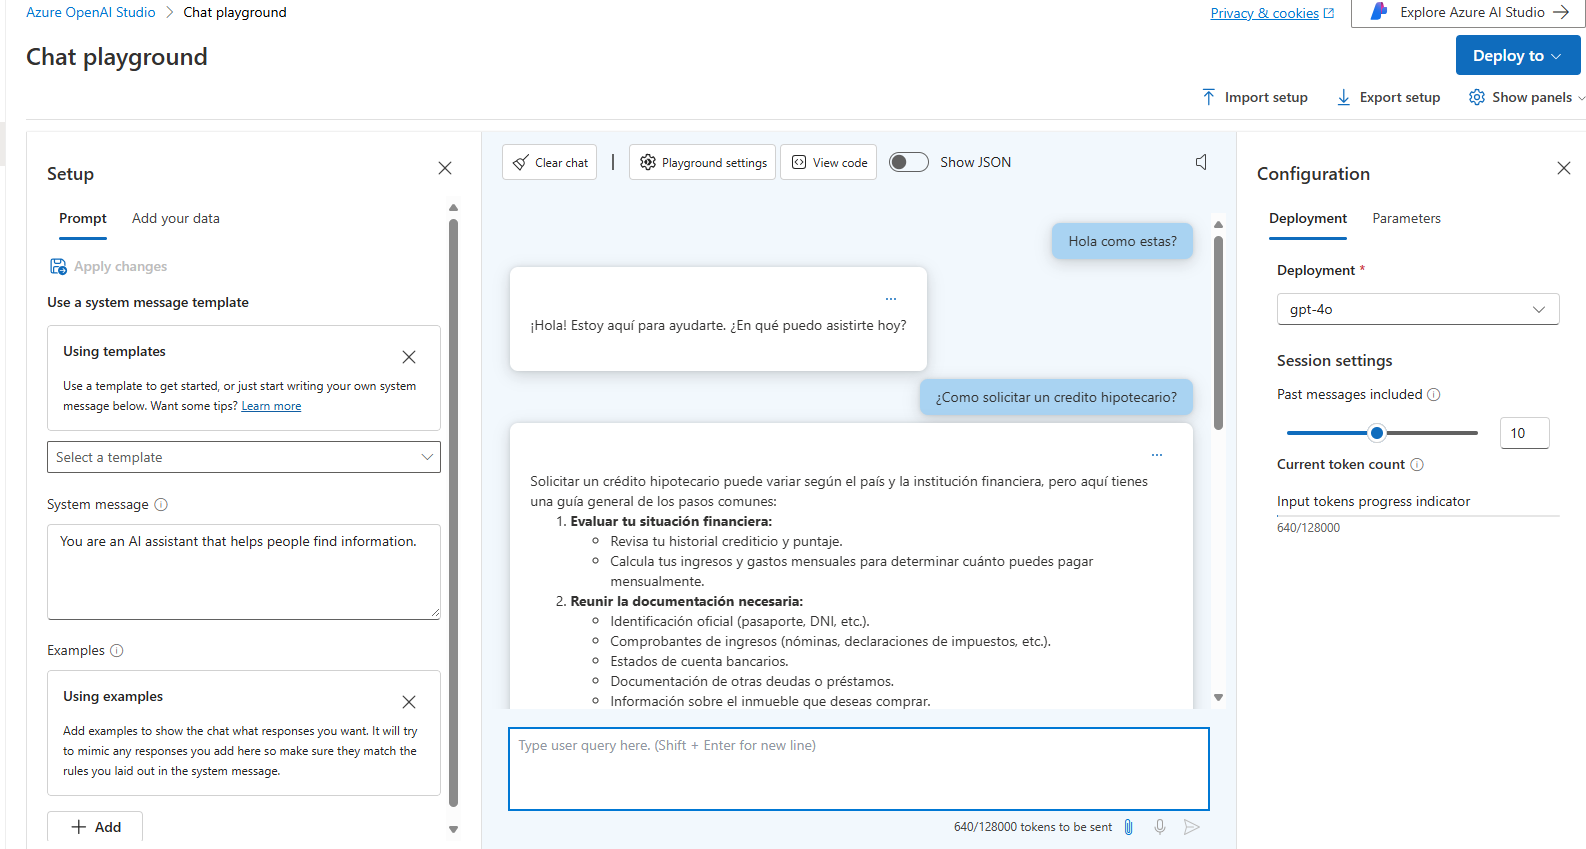 Azure OpenAI Studio > Chat playground
Privacy & cookies
Explore Azure AI Studio
Chat playground
Deploy to
Import setup
Export setup
Show panels
Setup
Prompt
Add your data
Apply changes
Use a system message template
Using templates
Use a template to get started, or just start writing your own system
message below. Want some tips? Learn more
Select a template
System message
You are an AI assistant that helps people find information.
Examples
Using examples
Add examples to show the chat what responses you want. It will try
to mimic any responses you add here so make sure they match the
rules you laid out in the system message.
Add
Clear chat
Playground settings
View code
Show JSON
Hola como estas?
...
¡Hola! Estoy aquí para ayudarte. ¿En qué puedo asistirte hoy?
¿Como solicitar un credito hipotecario?
...
Solicitar un crédito hipotecario puede variar según el país y la institución financiera, pero aquí tienes
una guía general de los pasos comunes:
1. Evaluar tu situación financiera:
Revisa tu historial crediticio y puntaje.
Calcula tus ingresos y gastos mensuales para determinar cuánto puedes pagar
mensualmente.
2. Reunir la documentación necesaria:
Identificación oficial (pasaporte, DNI, etc.).
Comprobantes de ingresos (nóminas, declaraciones de impuestos, etc.).
Estados de cuenta bancarios.
Documentación de otras deudas o préstamos.
Información sobre el inmueble que deseas comprar.
Type user query here. (Shift + Enter for new line)
640/128000 tokens to be sent
Configuration
Deployment
Parameters
Deployment *
gpt-4o
Session settings
Past messages included
10
Current token count
Input tokens progress indicator
640/128000